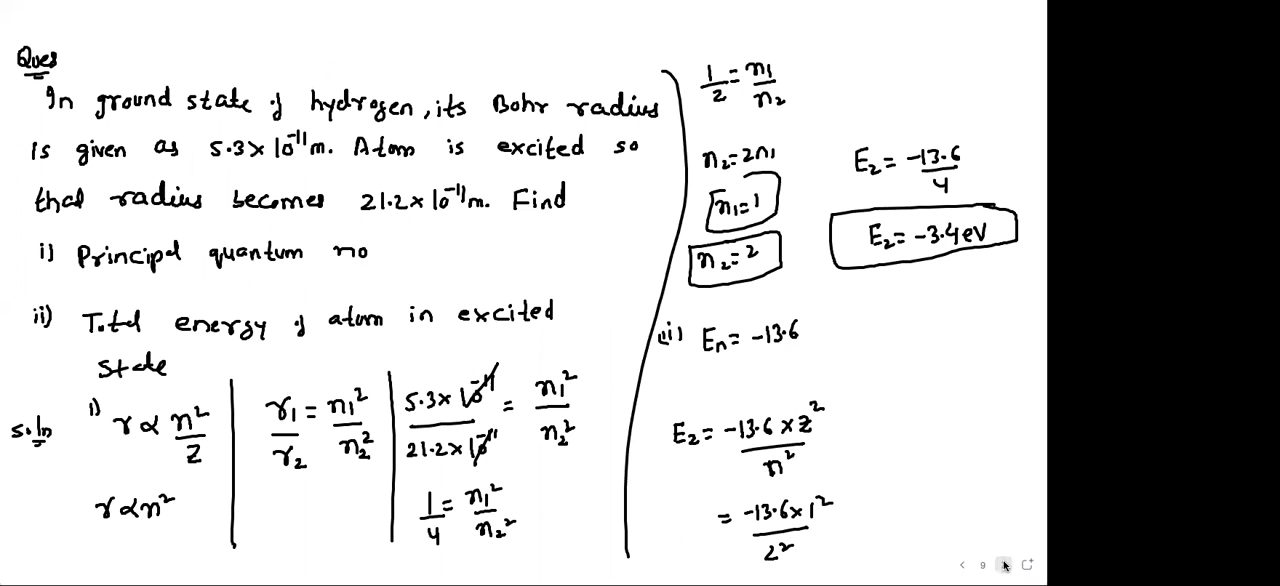 Ques
In ground state of hydrogen, its Bohr radius
is given as 5.3 x 10⁻¹¹m. Atom is excited so
that radius becomes 21.2 x 10⁻¹¹m. Find
i) Principal quantum no
ii) Total energy of atom in excited
state
Soln
i) r ∝ n²/Z
r ∝ n²
r₁/r₂ = n₁²/n₂²
5.3 x 10⁻¹¹/21.2 x 10⁻¹¹ = n₁²/n₂²
1/4 = n₁²/n₂²
1/2 = n₁/n₂
n₂ = 2n₁
n₁ = 1
n₂ = 2
(ii) Eₙ = -13.6
E₂ = -13.6 x Z²/n²
= -13.6 x 1²/2²
E₂ = -13.6/4
E₂ = -3.4 eV
9